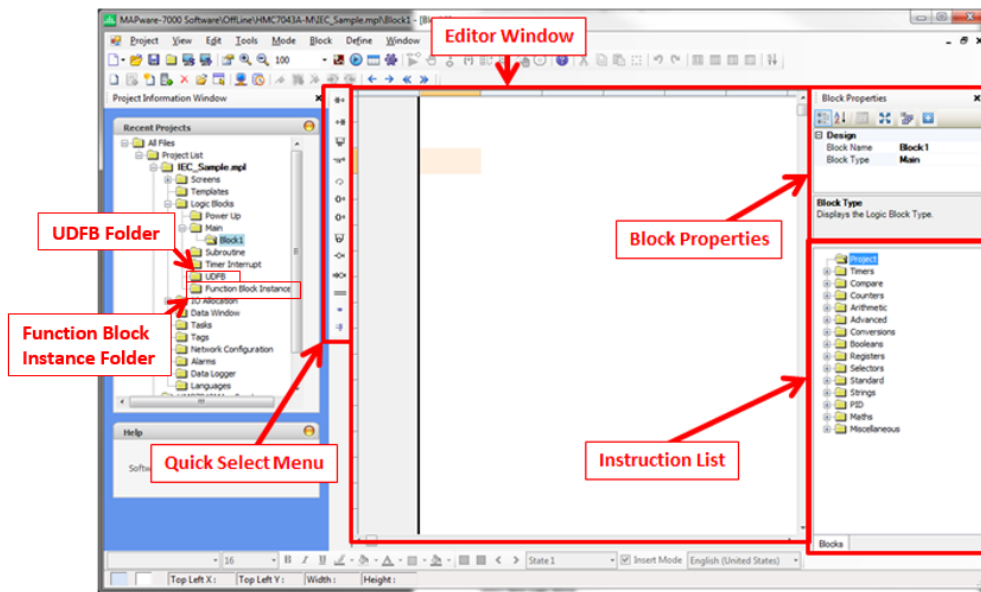 MAPware-7000 Software\OffLine\HMC7043A-M\IEC_Sample.mpl\Block1 -
Project View Edit Tools Mode Block Define Window
Editor Window
100
Project Information Window
Recent Projects
All Files
Project List
IEC_Sample.mpl
Screens
Templates
Logic Blocks
Power Up
Main
Block1
Subroutine
Timer Interrupt
UDFB
Function Block Instance
IO Allocation
Data Window
Tasks
Tags
Network Configuration
Alarms
Data Logger
Languages
UDFB Folder
Function Block
Instance Folder
Help
Quick Select Menu
Block Properties
Design
Block Name Block1
Block Type Main
Block Type
Displays the Logic Block Type.
Block Properties
Project
Timers
Compare
Counters
Arithmetic
Advanced
Conversions
Booleans
Registers
Selectors
Standard
Strings
PID
Maths
Miscellaneous
Instruction List
Blocks
16 B I U State 1 Insert Mode English (United States)
Top Left X : Top Left Y : Width : Height :